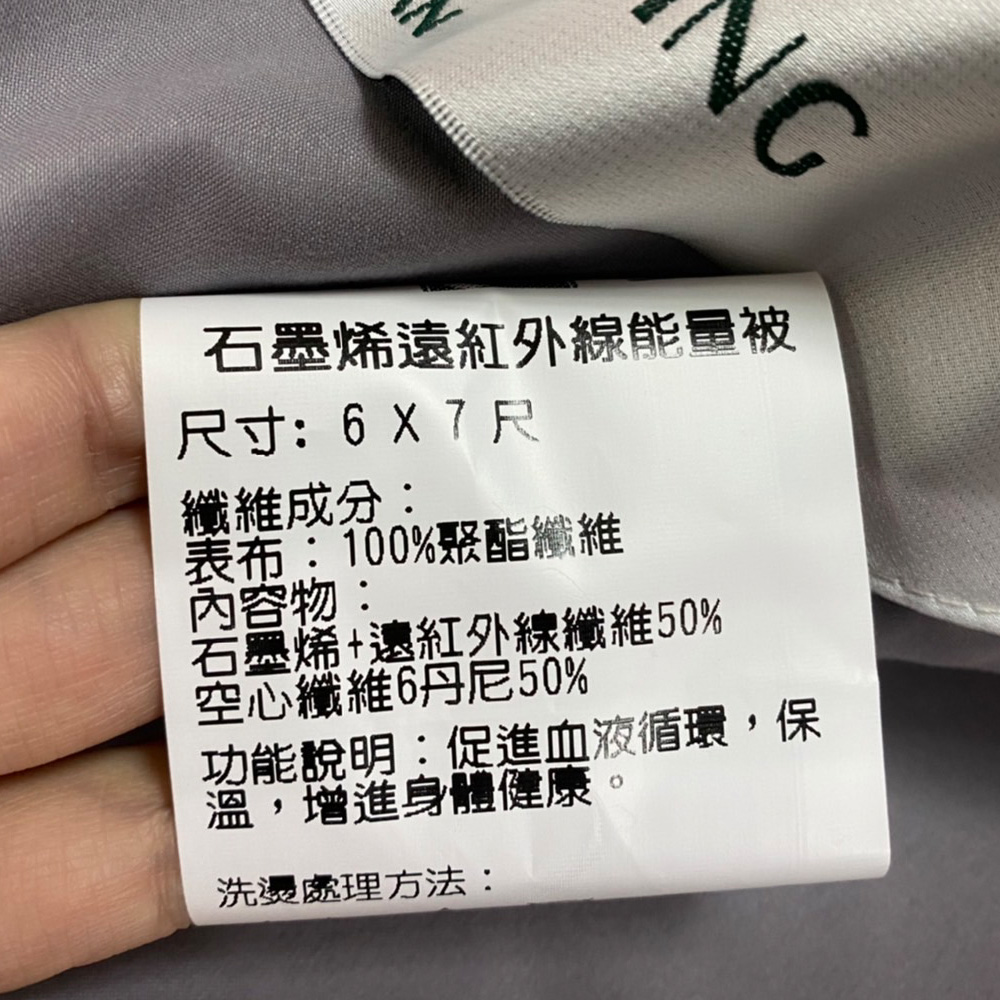 NC
石墨烯遠紅外線能量被
尺寸: 6 X 7 尺
纖維成分：
表布：100%聚酯纖維
內容物：
石墨烯+遠紅外線纖維50%
空心纖維6丹尼50%
功能說明：促進血液循環，保
溫，增進身體健康。
洗燙處理方法：